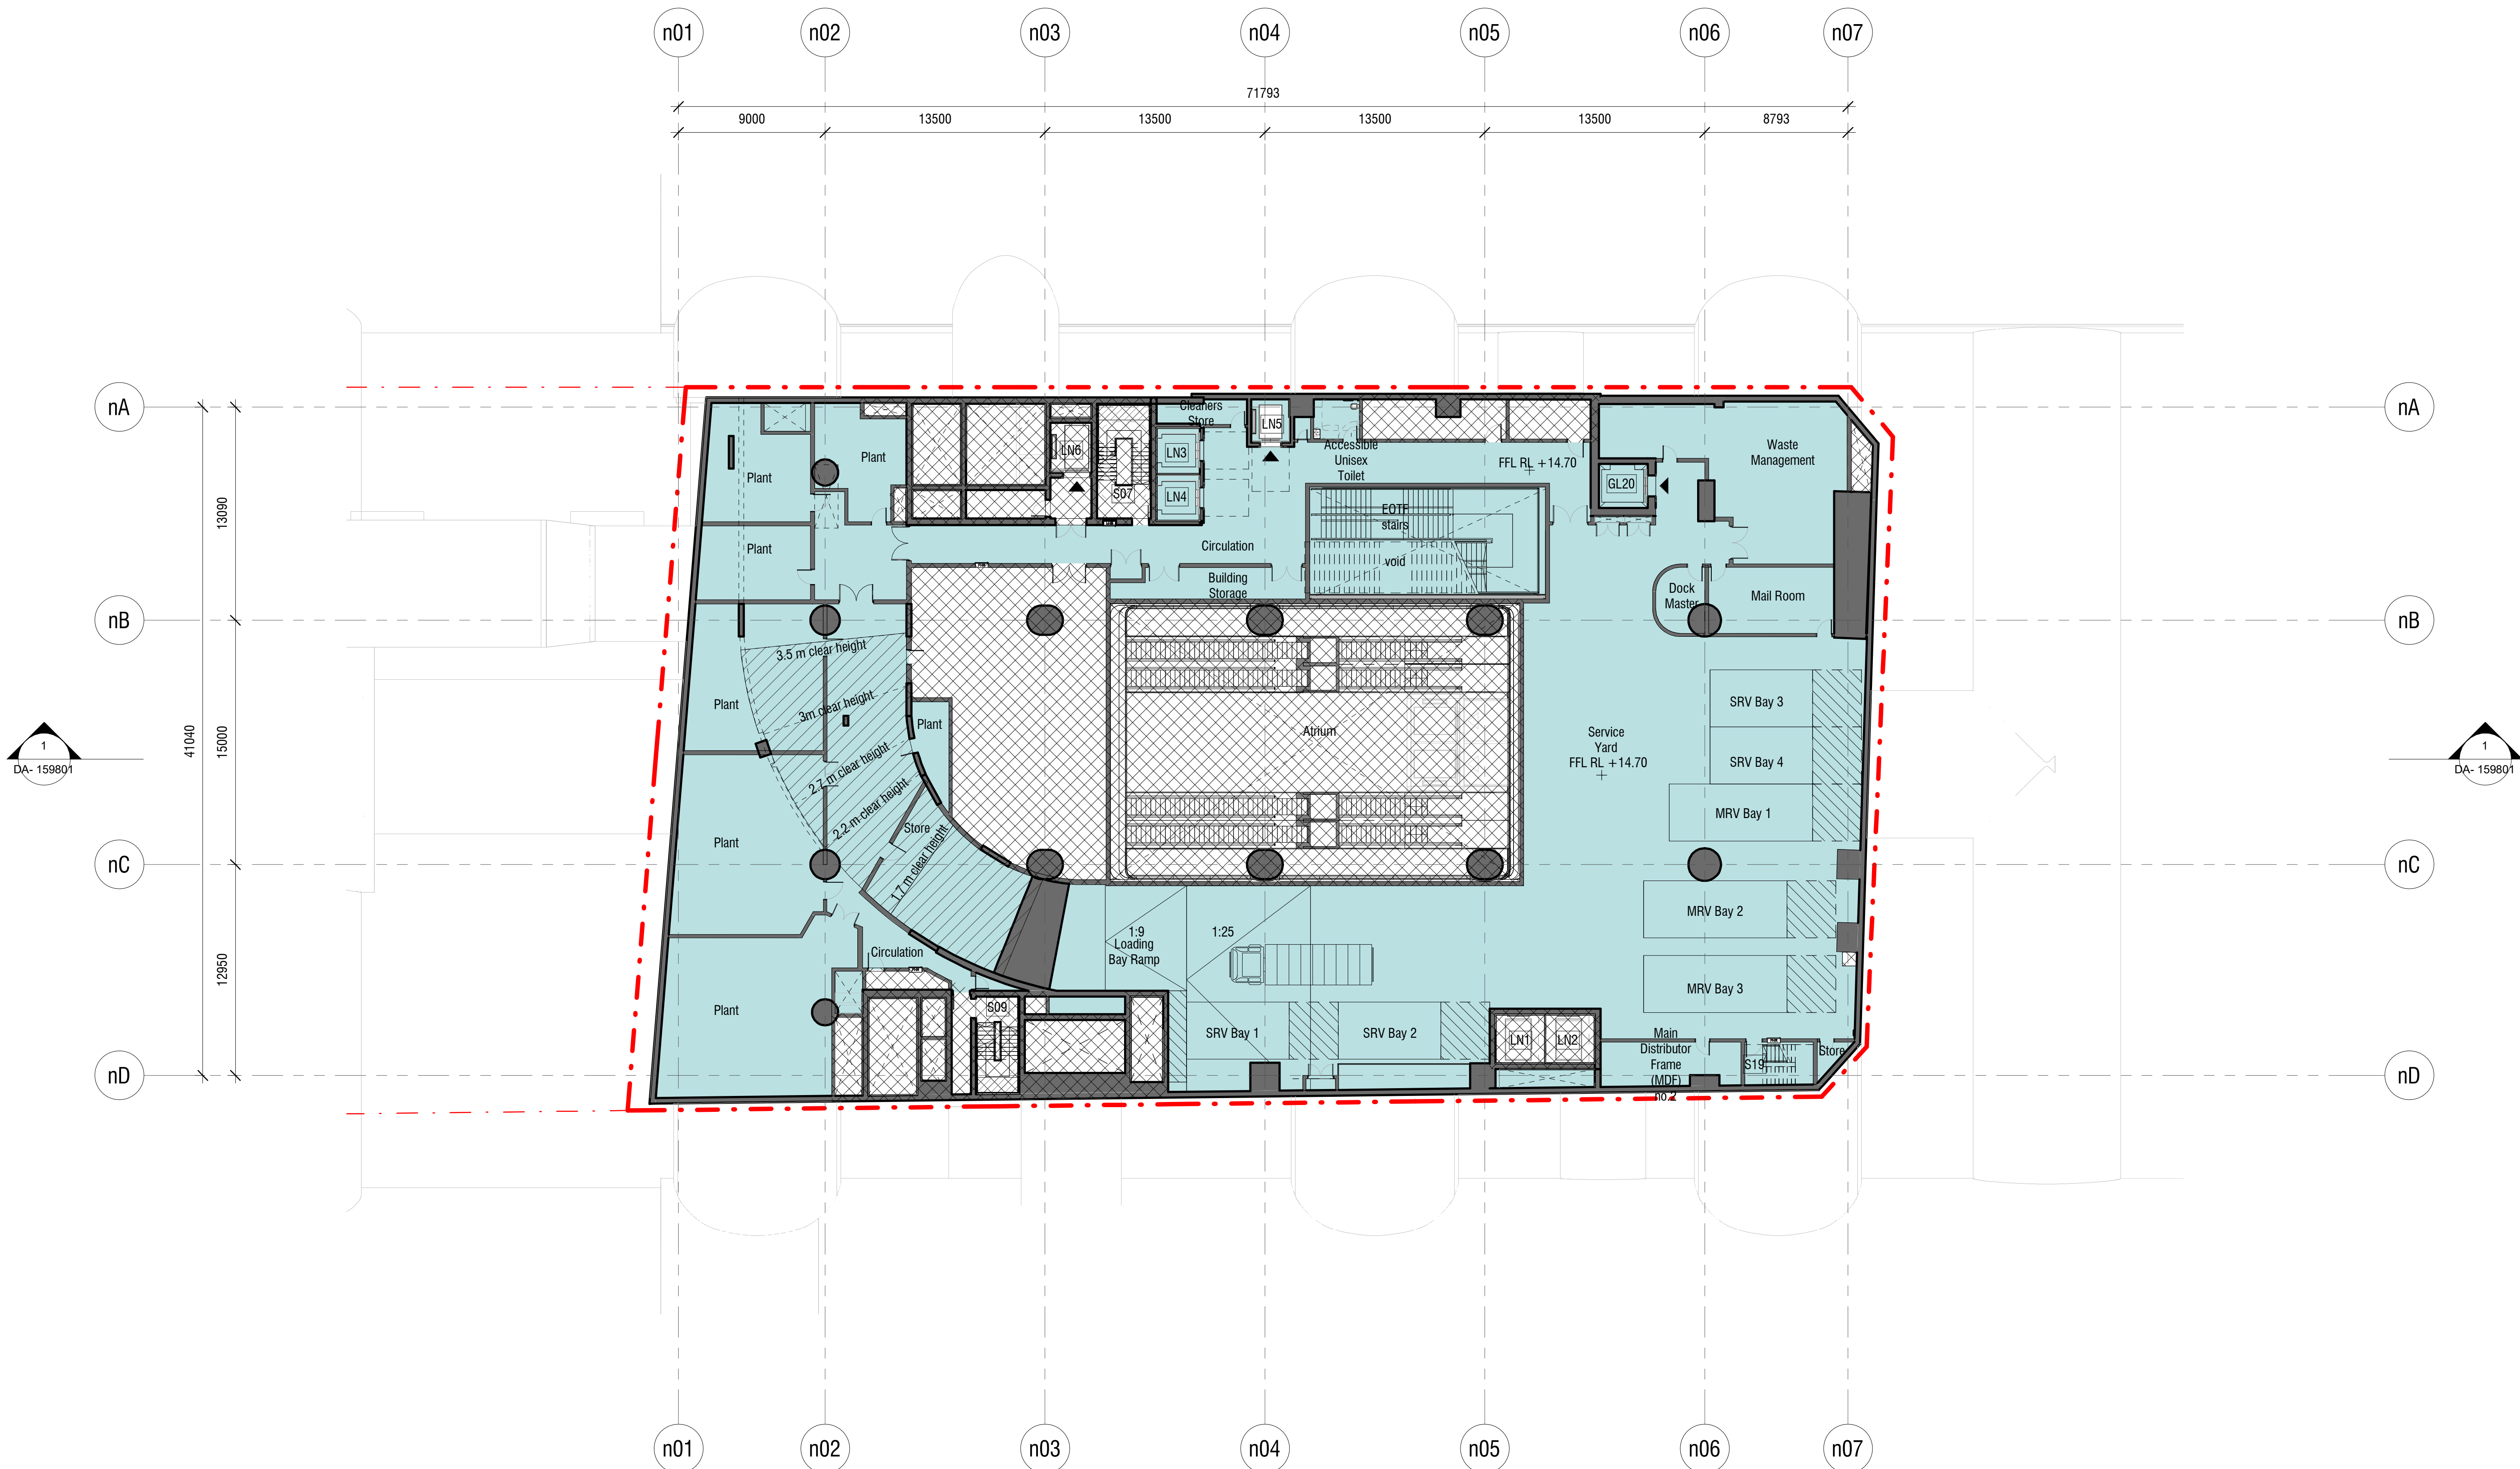 n01
n02
n03
n04
n05
n06
n07
71793
9000
13500
13500
13500
13500
8793
nA
nA
Cleaners
Store
LN5
LN6
LN3
LN4
S07
Accessible
Unisex
Toilet
FFL RL +14.70
Waste
Management
GL20
Plant
Plant
Plant
13090
EOTF
stairs
void
Circulation
Building
Storage
Dock
Master
Mail Room
nB
nB
3.5 m clear height
3m clear height
2.7 m clear height
2.2 m clear height
1.7 m clear height
Plant
Plant
Store
Atrium
Service
Yard
FFL RL +14.70
SRV Bay 3
SRV Bay 4
MRV Bay 1
41040
15000
1
DA- 159801
1
DA- 159801
Plant
nC
nC
MRV Bay 2
MRV Bay 3
1:9
Loading
Bay Ramp
1:25
Circulation
12950
Plant
S09
SRV Bay 1
SRV Bay 2
LN1
LN2
Main
Distributor
Frame
(MDF)
no.2
S19
Store
nD
nD
n01
n02
n03
n04
n05
n06
n07